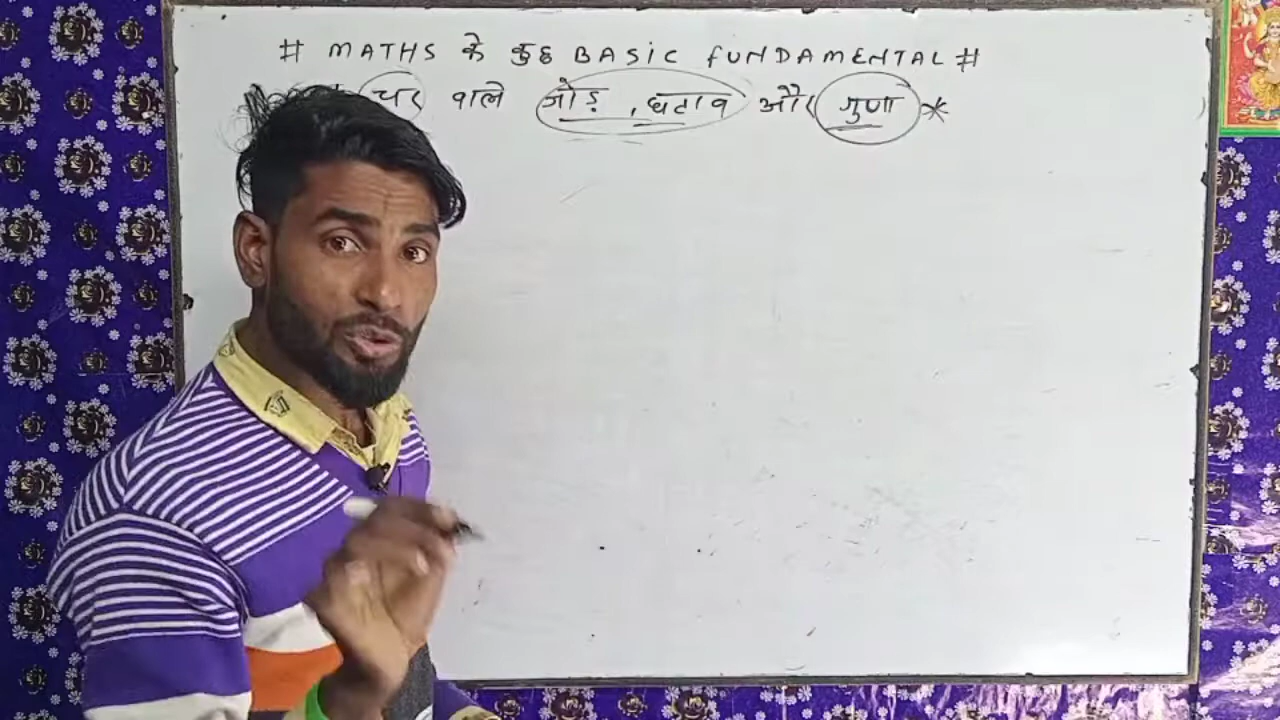 # MATHS के कुछ BASIC FUNDAMENTAL #
चर वाले जोड़ , घटाव और गुणा *